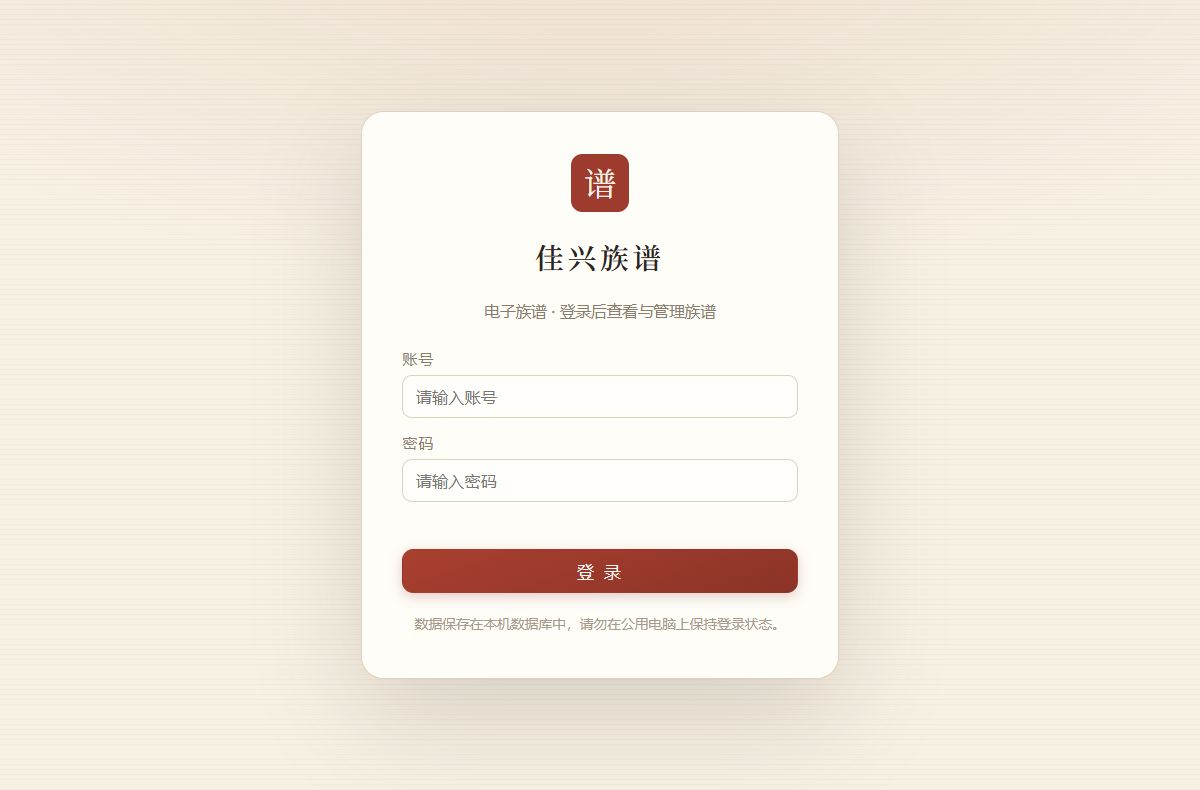 谱
佳兴族谱
电子族谱 · 登录后查看与管理族谱
账号
请输入账号
密码
请输入密码
登 录
数据保存在本机数据库中，请勿在公用电脑上保持登录状态。